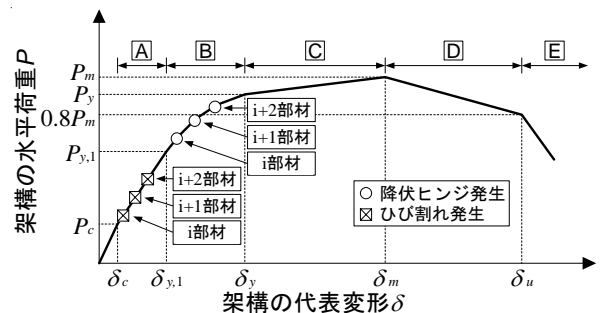 A B C D E
Pm
Py
0.8Pm
Py,1
Pc
架構の水平荷重P
i+2部材
i+1部材
i部材
i+2部材
i+1部材
i部材
降伏ヒンジ発生
ひび割れ発生
δc δy,1 δy δm δu
架構の代表変形δ